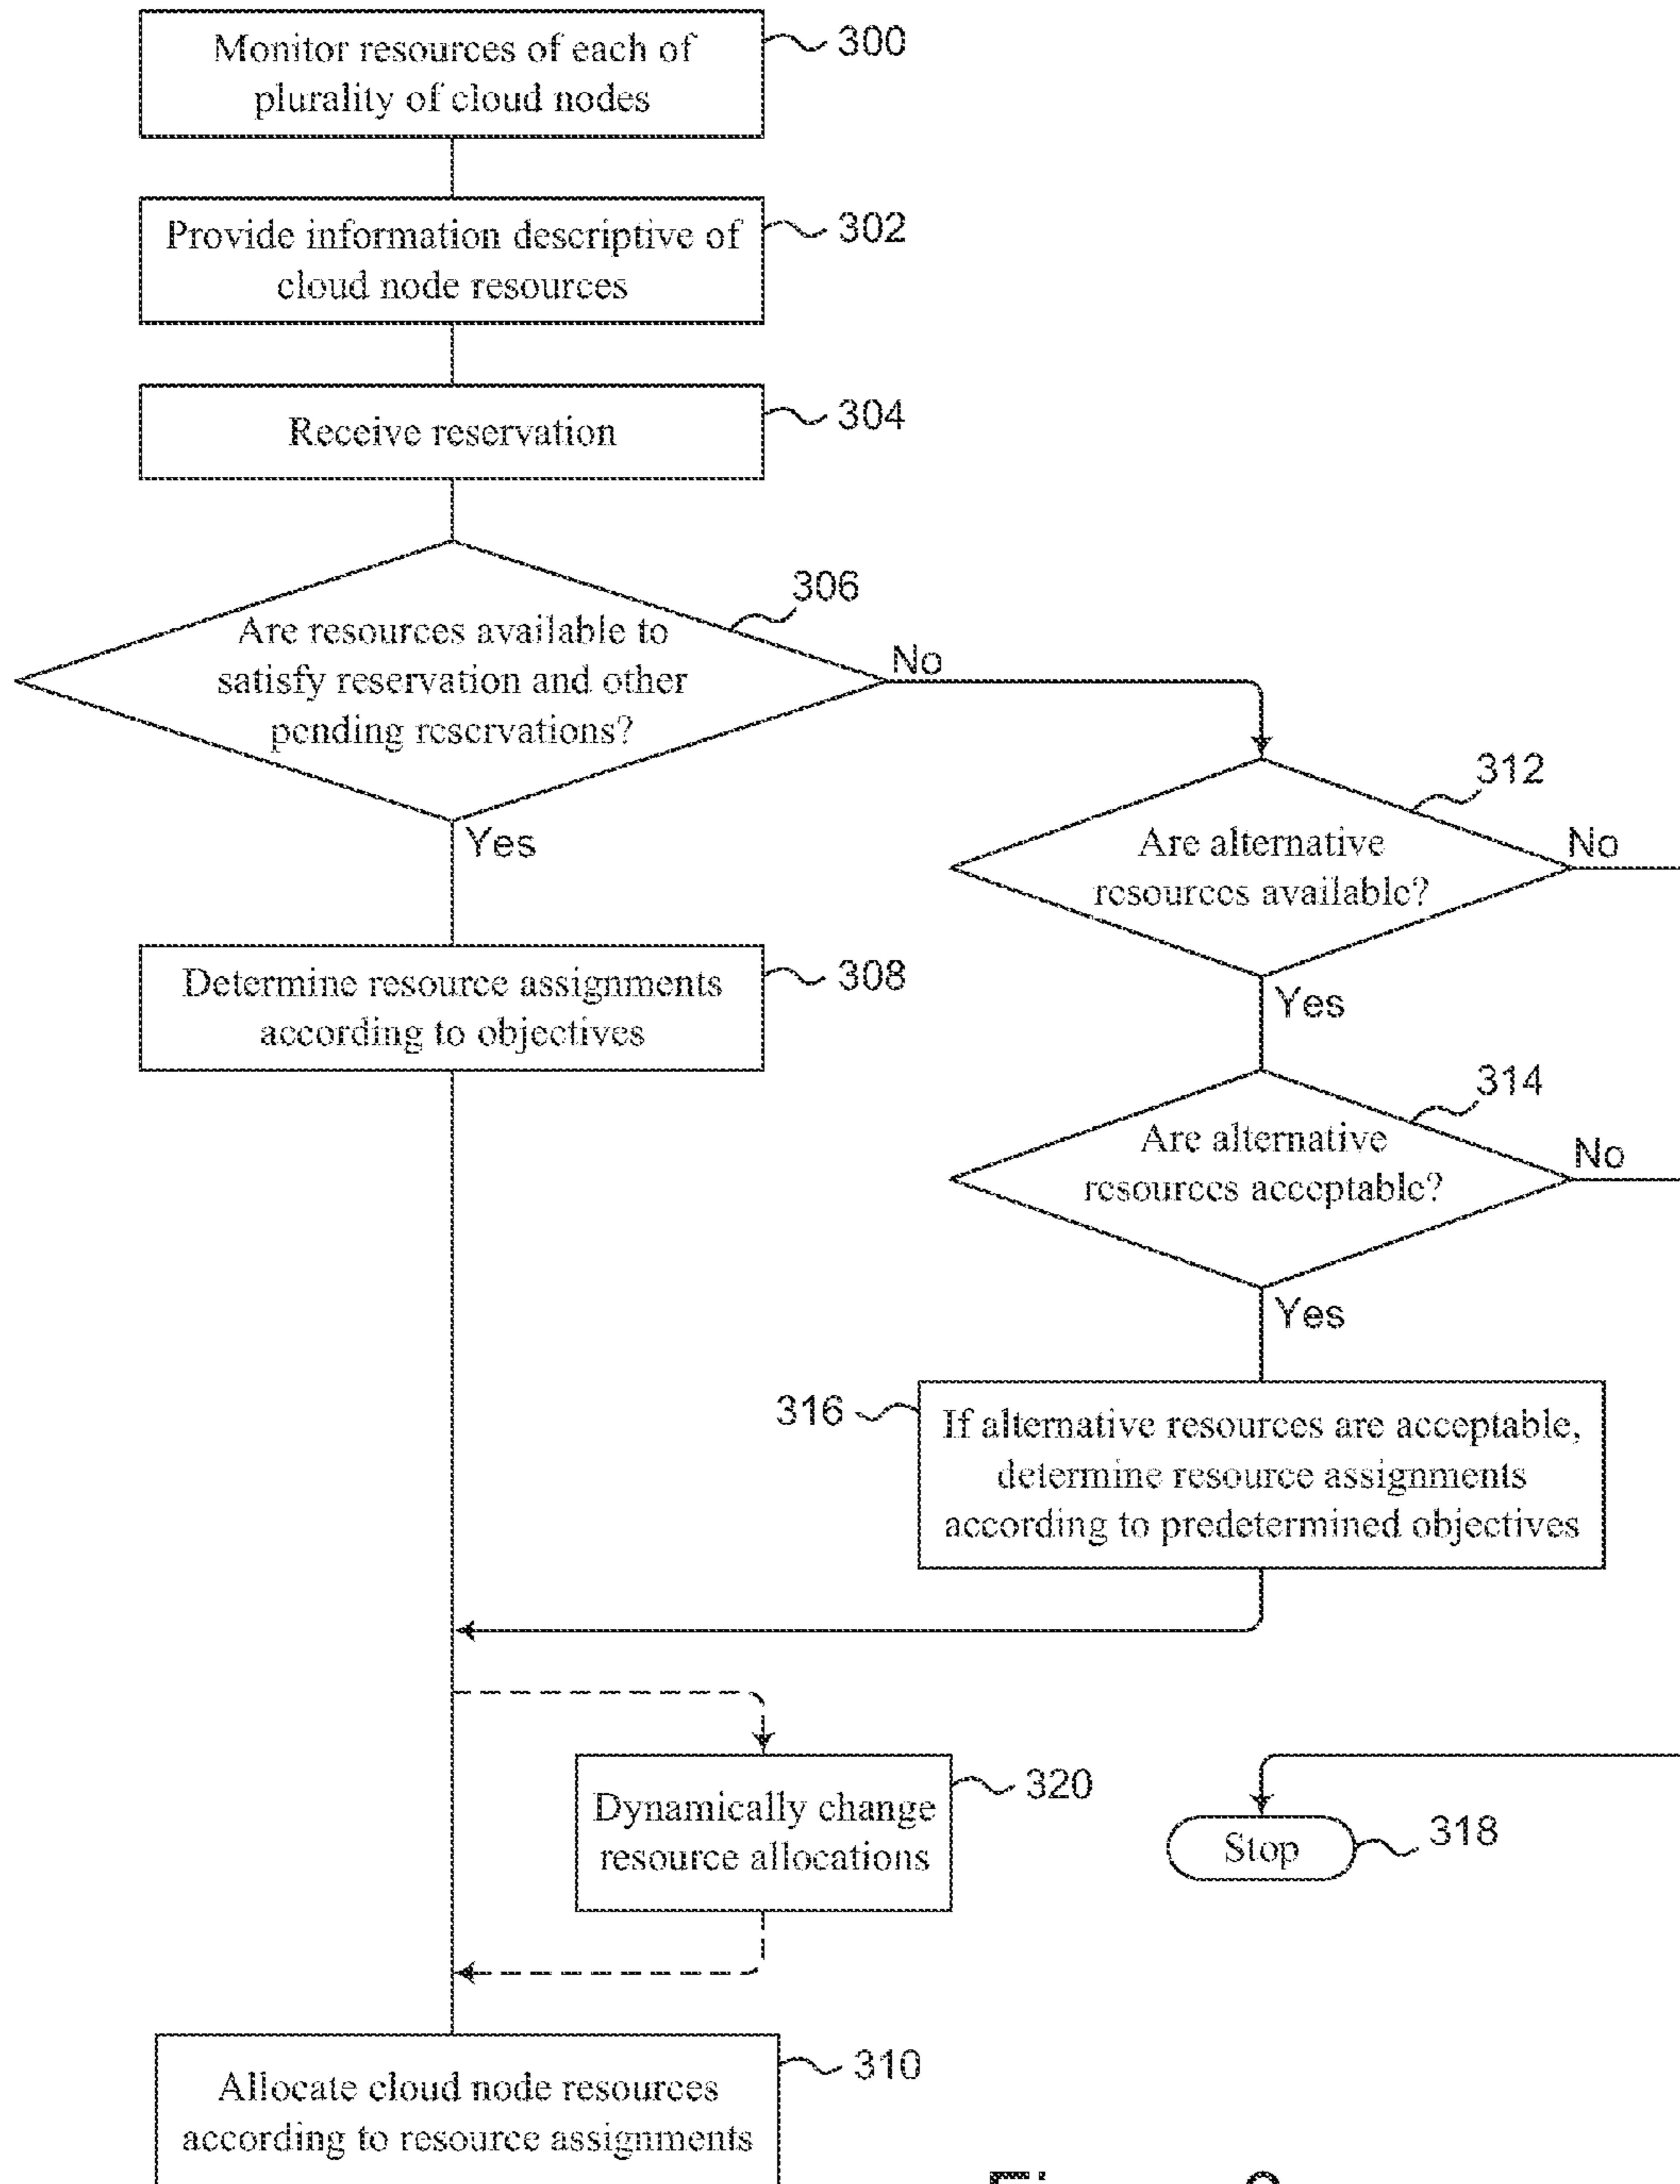 Monitor resources of each of
plurality of cloud nodes
300
Provide information descriptive of
cloud node resources
302
Receive reservation
304
306
Are resources available to
satisfy reservation and other
pending reservations?
No
Yes
312
Are alternative
resources available?
No
Yes
Determine resource assignments
according to objectives
308
314
Are alternative
resources acceptable?
No
Yes
316
If alternative resources are acceptable,
determine resource assignments
according to predetermined objectives
Dynamically change
resource allocations
320
Stop
318
Allocate cloud node resources
according to resource assignments
310